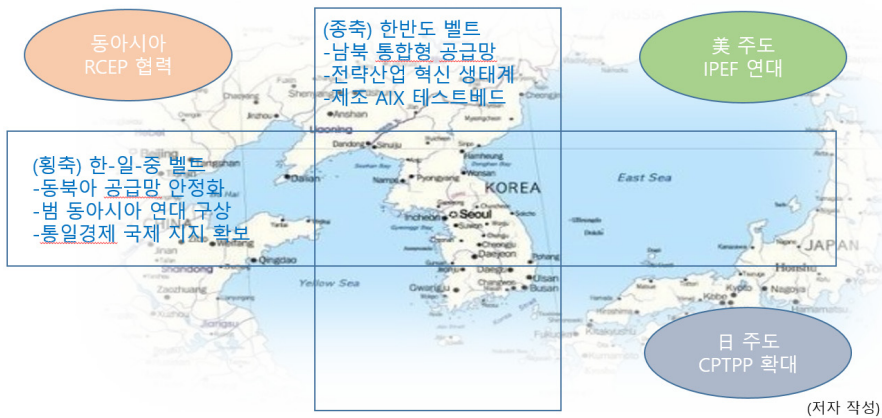 동아시아
RCEP 협력
(종축) 한반도 벨트
-남북 통합형 공급망
-전략산업 혁신 생태계
-제조 AIX 테스트베드
美 주도
IPEF 연대
(횡축) 한-일-중 벨트
-동북아 공급망 안정화
-범 동아시아 연대 구상
-통일경제 국제 지지 확보
日 주도
CPTPP 확대
(저자 작성)
Anshan
Liaoning
Dandong
Sinuiju
Dalian
Nampo
Pyongyang
Hamheung
Wonsan
KOREA
East Sea
Incheon
Seoul
Suwon
Cheongju
Daejeon
Pohang
Daegu
Ulsan
Busan
Gwangju
Yellow Sea
Qingdao
Shandong
Zaozhuang
Jiangsu
JAPAN
Honshu
Kyoto
Nagoya
Kobe